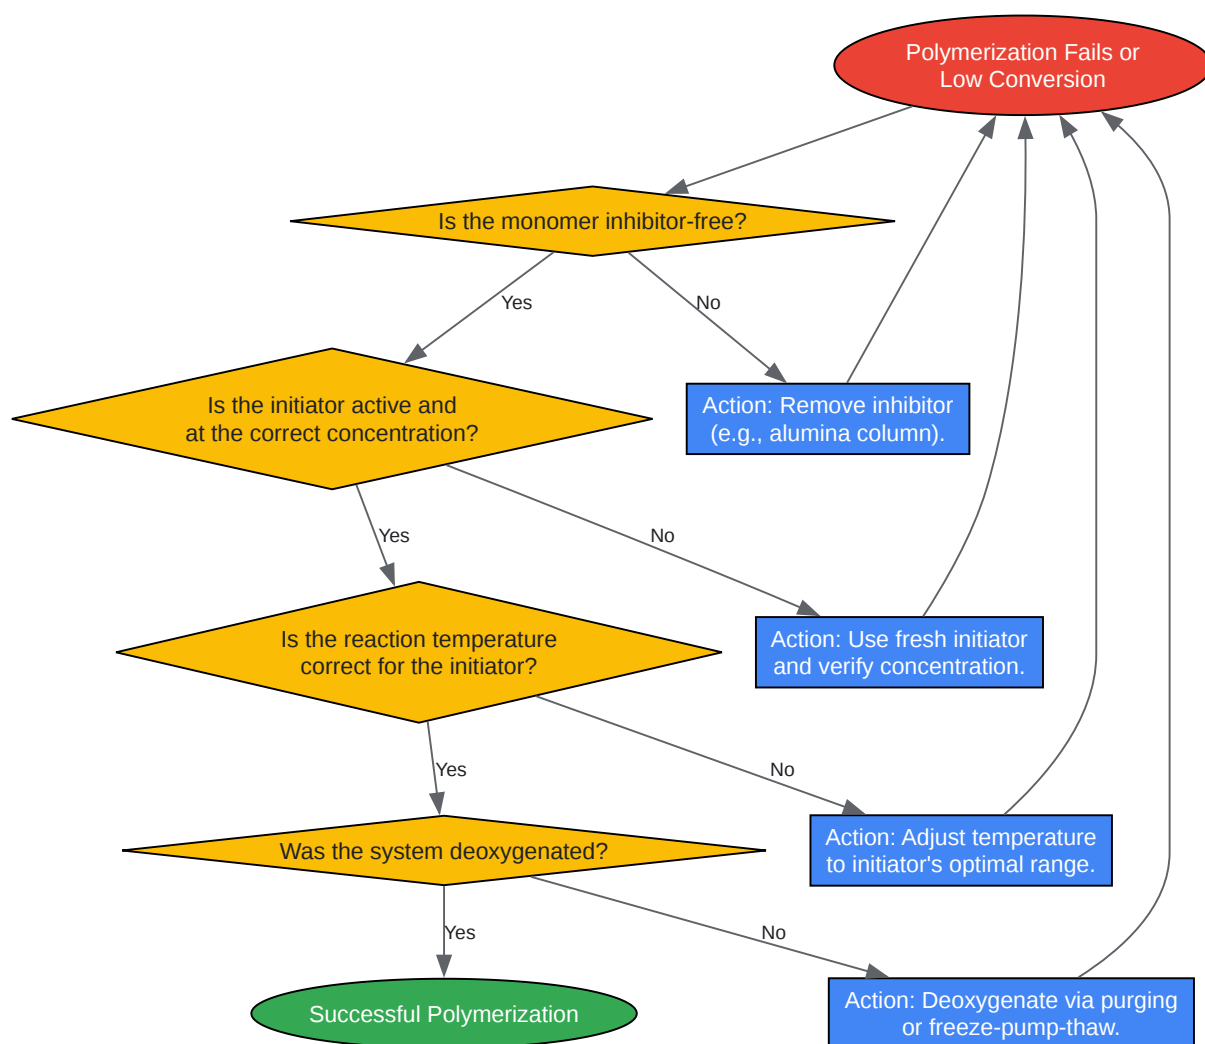 Polymerization Fails or
Low Conversion
Is the monomer inhibitor-free?
Yes
No
Is the initiator active and
at the correct concentration?
Action: Remove inhibitor
(e.g., alumina column).
Yes
No
Is the reaction temperature
correct for the initiator?
Action: Use fresh initiator
and verify concentration.
Yes
No
Was the system deoxygenated?
Action: Adjust temperature
to initiator's optimal range.
Yes
No
Successful Polymerization
Action: Deoxygenate via purging
or freeze-pump-thaw.